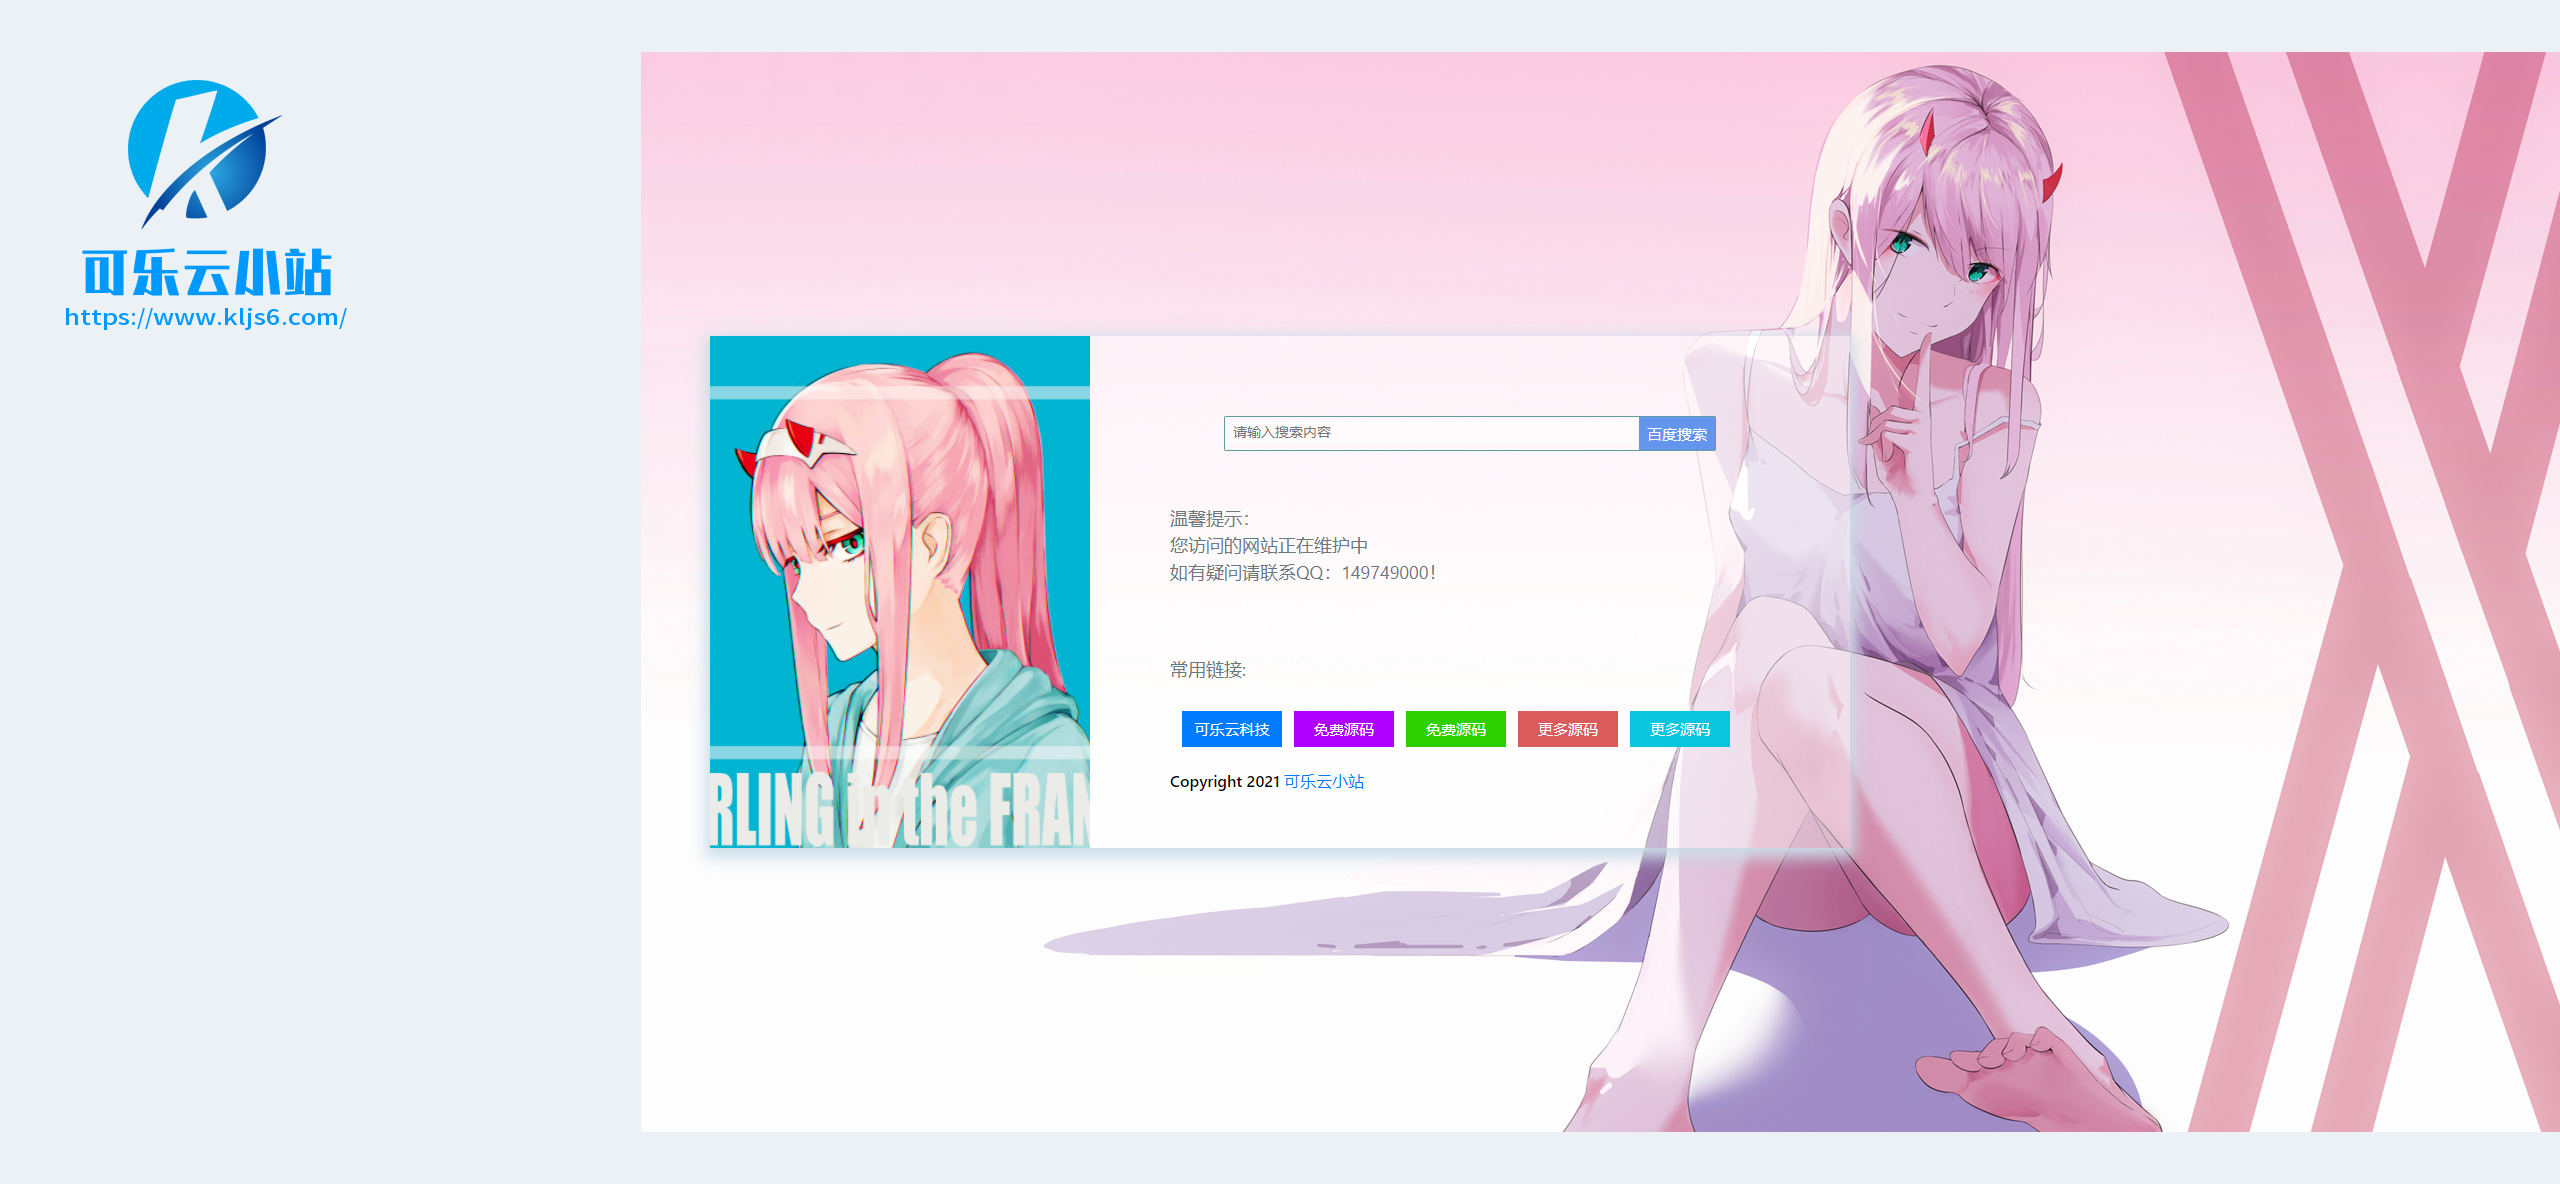 可乐云小站
https://www.kljs6.com/
请输入搜索内容
百度搜索
温馨提示：
您访问的网站正在维护中
如有疑问请联系QQ：149749000！
常用链接:
可乐云科技
免费源码
免费源码
更多源码
更多源码
Copyright 2021 可乐云小站
RLING in the FRAN